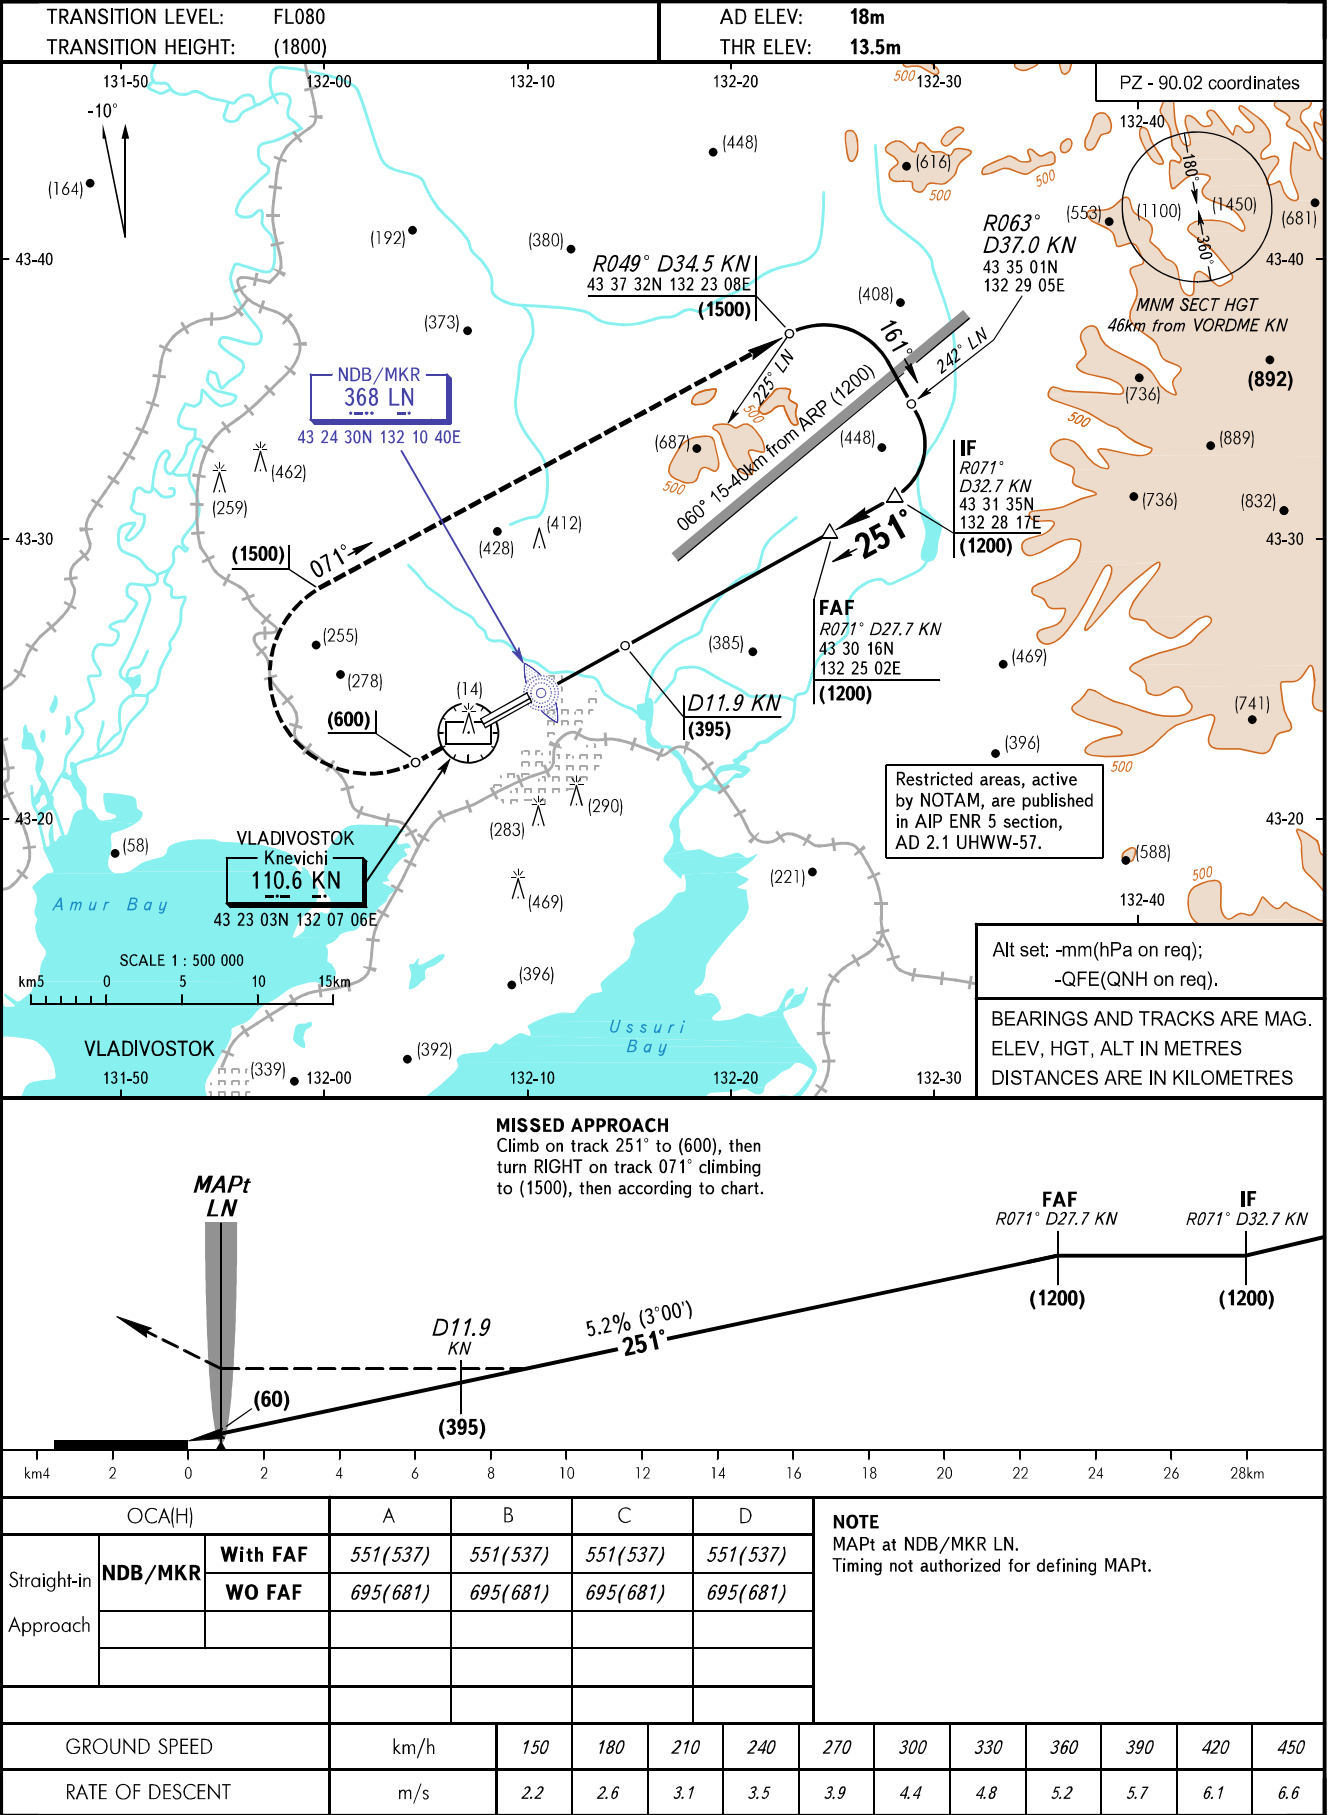 TRANSITION LEVEL: FL080
TRANSITION HEIGHT: (1800)
AD ELEV: 18m
THR ELEV: 13.5m
131-50
132-00
132-10
132-20
500
132-30
PZ - 90.02 coordinates
132-40
-10°
(164)
(448)
(616)
500
500
180°
(1100)
(1450)
360°
(553)
(681)
R063°
D37.0 KN
43 35 01N
132 29 05E
(192)
(380)
43-40
43-40
R049° D34.5 KN
43 37 32N 132 23 08E
(1500)
(408)
MNM SECT HGT
46km from VORDME KN
(373)
161°
242° LN
225° LN
(892)
NDB/MKR
368 LN
43 24 30N 132 10 40E
(736)
500
500
060° 15-40km from ARP (1200)
(687)
500
(448)
(889)
IF
R071°
D32.7 KN
43 31 35N
132 28 17E
(1200)
(462)
(259)
(736)
(832)
(412)
(428)
251°
43-30
43-30
(1500)
071°
FAF
R071° D27.7 KN
43 30 16N
132 25 02E
(1200)
(255)
(278)
(385)
(469)
(14)
(600)
D11.9 KN
(395)
(741)
(396)
500
Restricted areas, active
by NOTAM, are published
in AIP ENR 5 section,
AD 2.1 UHWW-57.
(290)
(283)
43-20
43-20
(58)
VLADIVOSTOK
Knevichi
110.6 KN
43 23 03N 132 07 06E
(588)
(221)
500
132-40
(469)
Amur Bay
Alt set: -mm(hPa on req);
-QFE(QNH on req).
SCALE 1 : 500 000
km5 0 5 10 15km
(396)
BEARINGS AND TRACKS ARE MAG.
ELEV, HGT, ALT IN METRES
DISTANCES ARE IN KILOMETRES
Ussuri
Bay
VLADIVOSTOK
(392)
(339)
131-50
132-00
132-10
132-20
132-30
MISSED APPROACH
Climb on track 251° to (600), then
turn RIGHT on track 071° climbing
to (1500), then according to chart.
MAPt
LN
FAF
R071° D27.7 KN
(1200)
IF
R071° D32.7 KN
(1200)
5.2% (3°00')
251°
D11.9
KN
(395)
(60)
km4 2 0 2 4 6 8 10 12 14 16 18 20 22 24 26 28km
OCA(H) A B C D
Straight-in
Approach
NDB/MKR
With FAF 551(537) 551(537) 551(537) 551(537)
WO FAF 695(681) 695(681) 695(681) 695(681)
NOTE
MAPt at NDB/MKR LN.
Timing not authorized for defining MAPt.
GROUND SPEED km/h 150 180 210 240 270 300 330 360 390 420 450
RATE OF DESCENT m/s 2.2 2.6 3.1 3.5 3.9 4.4 4.8 5.2 5.7 6.1 6.6